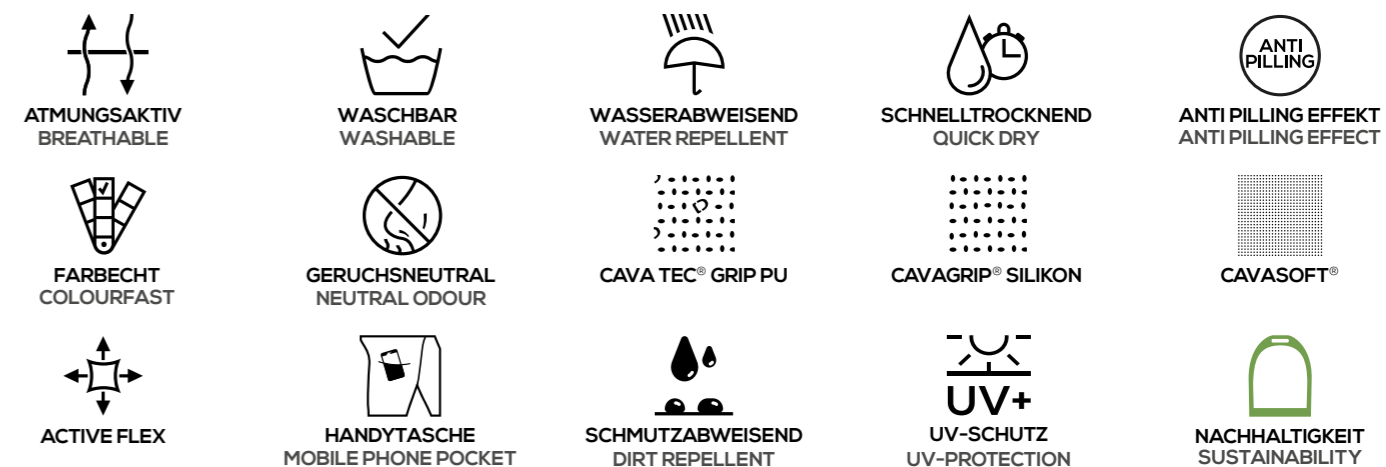 ANTI
PILLING
ATMUNGSAKTIV
BREATHABLE
WASCHBAR
WASHABLE
WASSERABWEISEND
WATER REPELLENT
SCHNELLTROCKNEND
QUICK DRY
ANTI PILLING EFFEKT
ANTI PILLING EFFECT
FARBECHT
COLOURFAST
GERUCHSNEUTRAL
NEUTRAL ODOUR
CAVA TEC® GRIP PU
CAVAGRIP® SILIKON
CAVASOFT®
ACTIVE FLEX
HANDYTASCHE
MOBILE PHONE POCKET
SCHMUTZABWEISEND
DIRT REPELLENT
UV+
UV-SCHUTZ
UV-PROTECTION
NACHHALTIGKEIT
SUSTAINABILITY